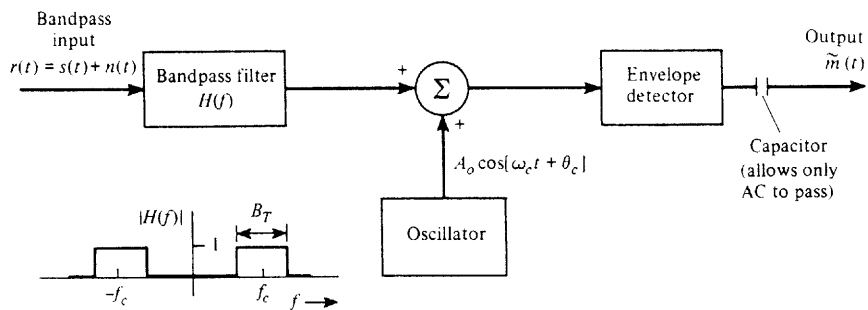 Bandpass
input
r(t) = s(t) + n(t)
Bandpass filter
H(f)
+
Σ
+
A_o cos[ω_c t + θ_c]
Oscillator
Envelope
detector
Output
m̃(t)
Capacitor
(allows only
AC to pass)
|H(f)|
B_T
1
-f_c
f_c
f